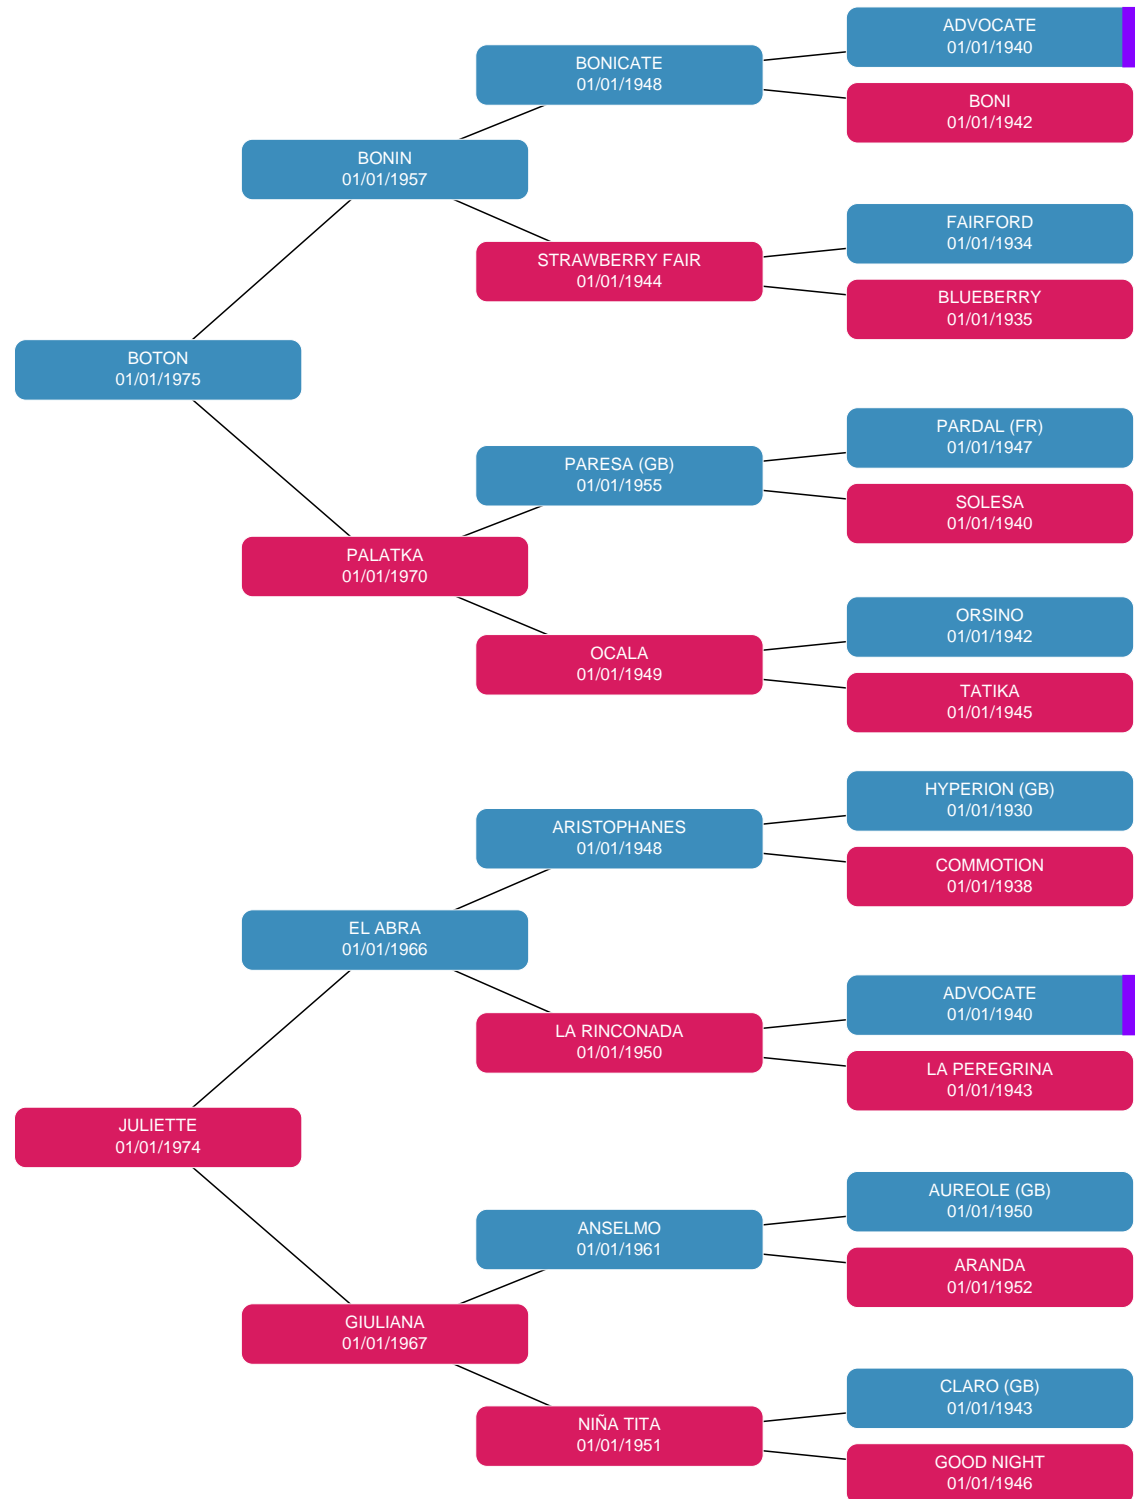 ADVOCATE
01/01/1940
BONICATE
01/01/1948
BONI
01/01/1942
BONIN
01/01/1957
FAIRFORD
01/01/1934
STRAWBERRY FAIR
01/01/1944
BLUEBERRY
01/01/1935
BOTON
01/01/1975
PARDAL (FR)
01/01/1947
PARESA (GB)
01/01/1955
SOLESA
01/01/1940
PALATKA
01/01/1970
ORSINO
01/01/1942
OCALA
01/01/1949
TATIKA
01/01/1945
HYPERION (GB)
01/01/1930
ARISTOPHANES
01/01/1948
COMMOTION
01/01/1938
EL ABRA
01/01/1966
ADVOCATE
01/01/1940
LA RINCONADA
01/01/1950
LA PEREGRINA
01/01/1943
JULIETTE
01/01/1974
AUREOLE (GB)
01/01/1950
ANSELMO
01/01/1961
ARANDA
01/01/1952
GIULIANA
01/01/1967
CLARO (GB)
01/01/1943
NIÑA TITA
01/01/1951
GOOD NIGHT
01/01/1946